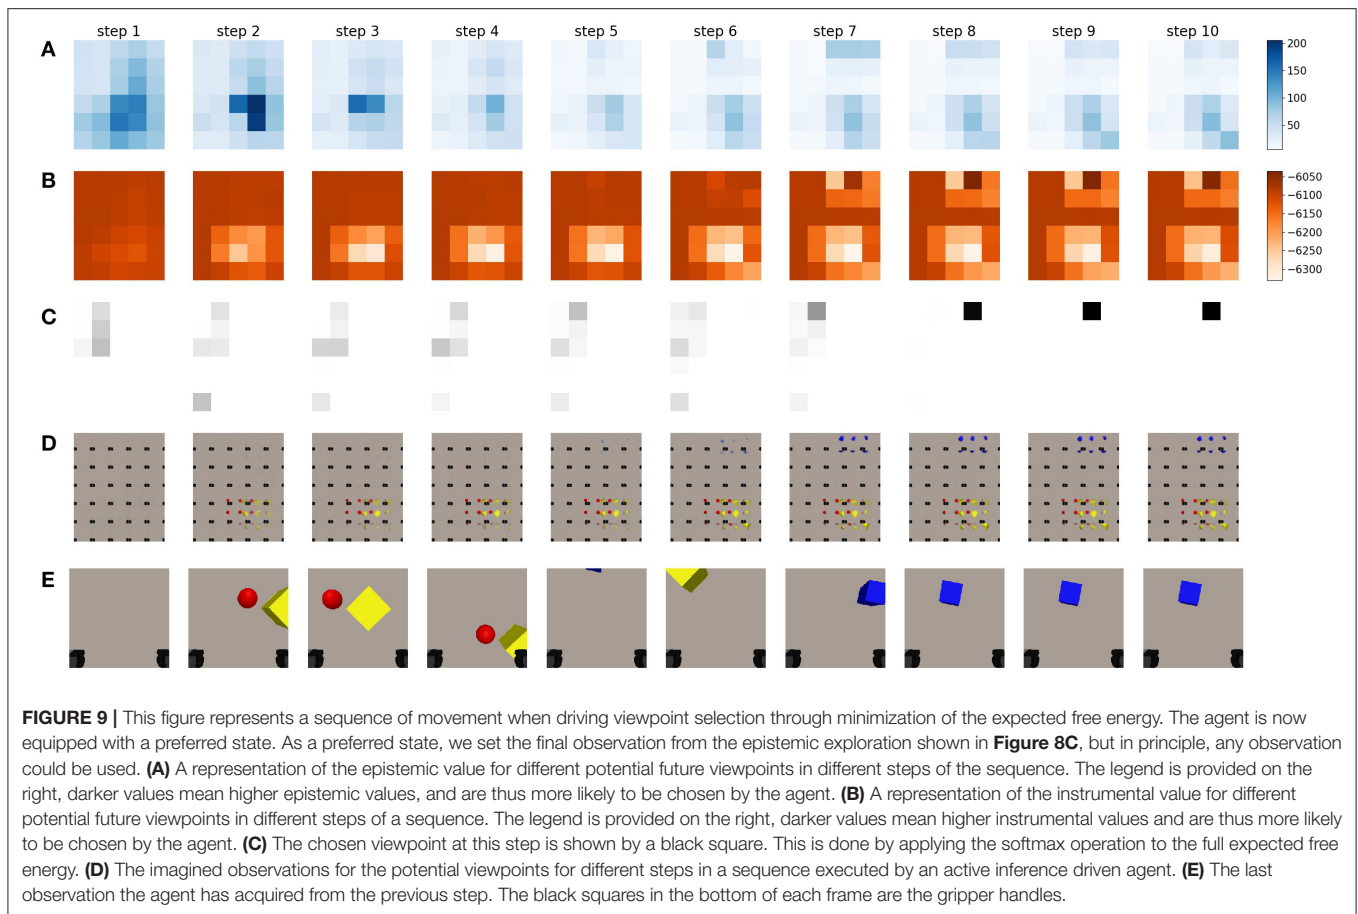 step 1 step 2 step 3 step 4 step 5 step 6 step 7 step 8 step 9 step 10
A
200
150
100
50
B
−6050
−6100
−6150
−6200
−6250
−6300
C
D
E
FIGURE 9 | This figure represents a sequence of movement when driving viewpoint selection through minimization of the expected free energy. The agent is now
equipped with a preferred state. As a preferred state, we set the final observation from the epistemic exploration shown in Figure 8C, but in principle, any observation
could be used. (A) A representation of the epistemic value for different potential future viewpoints in different steps of the sequence. The legend is provided on the
right, darker values mean higher epistemic values, and are thus more likely to be chosen by the agent. (B) A representation of the instrumental value for different
potential future viewpoints in different steps of a sequence. The legend is provided on the right, darker values mean higher instrumental values and are thus more likely
to be chosen by the agent. (C) The chosen viewpoint at this step is shown by a black square. This is done by applying the softmax operation to the full expected free
energy. (D) The imagined observations for the potential viewpoints for different steps in a sequence executed by an active inference driven agent. (E) The last
observation the agent has acquired from the previous step. The black squares in the bottom of each frame are the gripper handles.